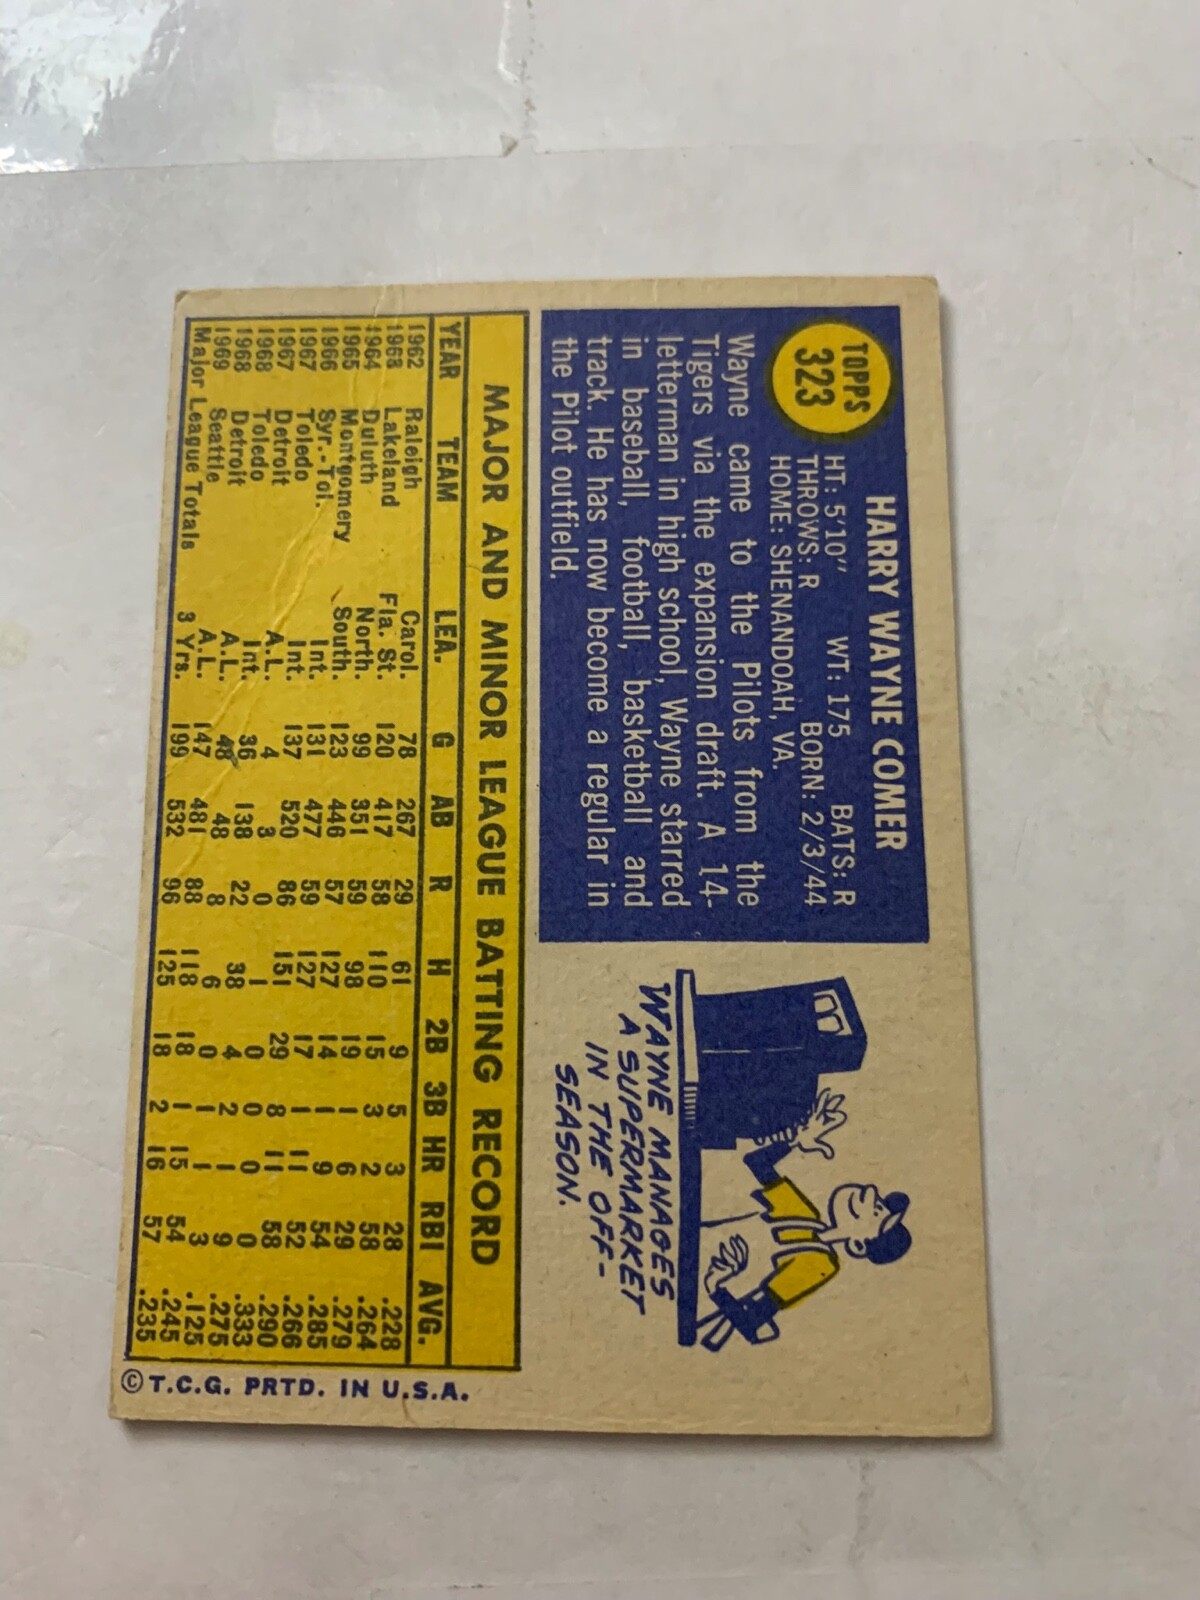 TOPPS
323
HARRY WAYNE COMER
HT: 5'10" WT: 175 BATS: R
THROWS: R BORN: 2/3/44
HOME: SHENANDOAH, VA.
Wayne came to the Pilots from the
Tigers via the expansion draft. A 14-
letterman in high school, Wayne starred
in baseball, football, basketball and
track. He has now become a regular in
the Pilot outfield.
WAYNE MANAGES
A SUPERMARKET
IN THE OFF-
SEASON.
MAJOR AND MINOR LEAGUE BATTING RECORD
YEAR TEAM LEA. G AB R H 2B 3B HR RBI AVG.
1962 Raleigh Carol. 78 267 29 61 9 5 3 28 .228
1963 Lakeland Fla. St. 120 417 58 110 15 3 2 58 .264
1964 Duluth North. 99 351 59 98 19 1 6 29 .279
1965 Montgomery South. 123 446 57 127 14 1 9 54 .285
1966 Syr.-Tol. Int. 131 477 59 127 17 1 11 52 .266
1967 Toledo Int. 137 520 86 151 29 8 11 58 .290
1967 Detroit A.L. 4 3 0 1 0 0 0 0 .333
1968 Toledo Int. 36 138 22 38 4 2 1 9 .275
1968 Detroit A.L. 48 48 8 6 0 1 1 3 .125
1969 Seattle A.L. 147 481 88 118 18 1 15 54 .245
Major League Totals 3 Yrs. 199 532 96 125 18 2 16 57 .235
© T.C.G. PRTD. IN U.S.A.